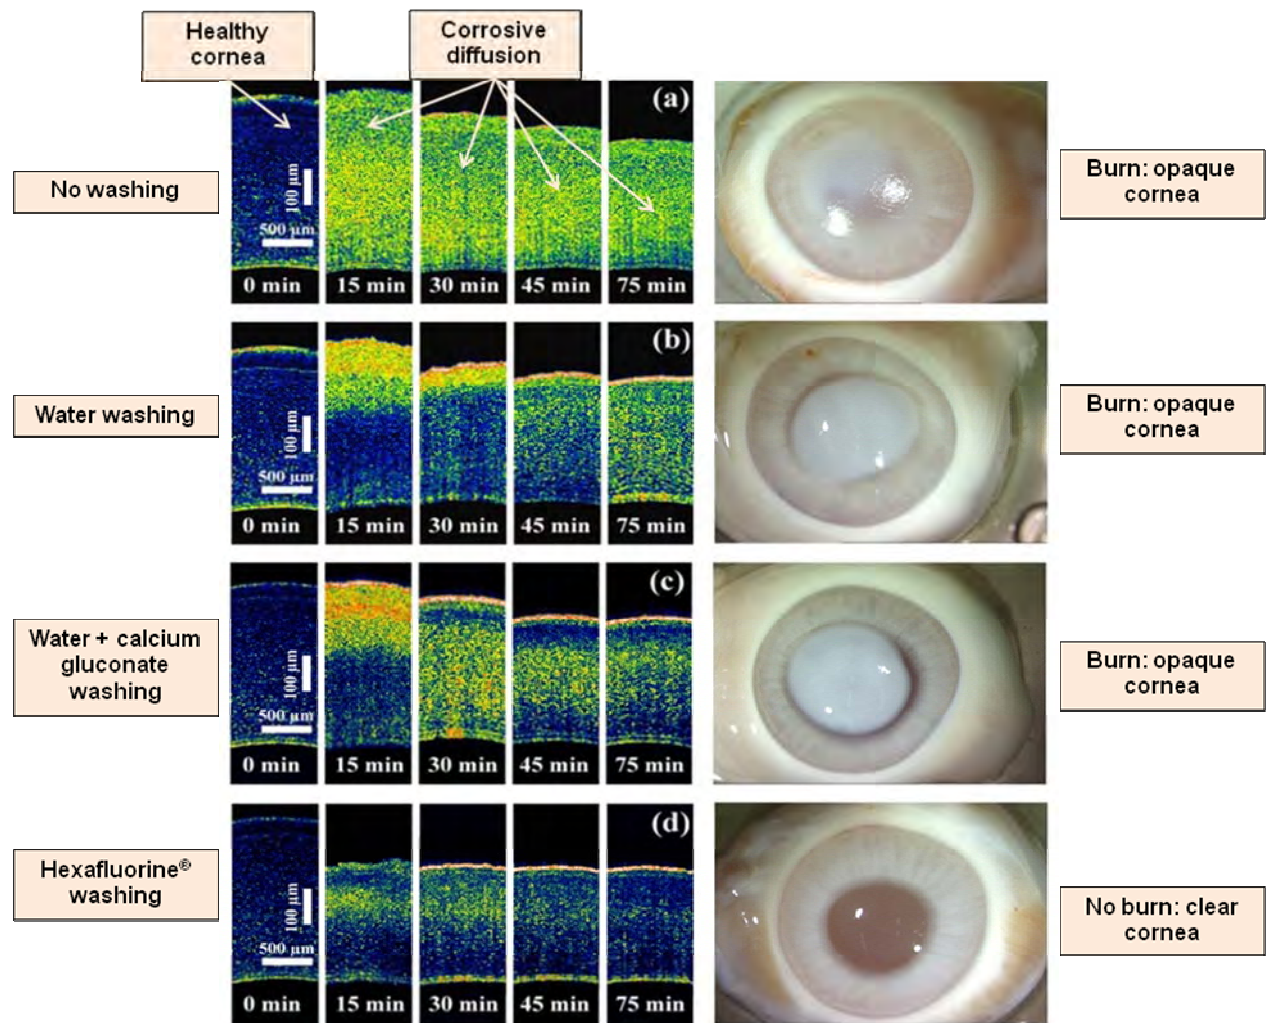 Healthy
cornea
Corrosive
diffusion
No washing
(a)
100 µm
500 µm
0 min
15 min
30 min
45 min
75 min
Burn: opaque
cornea
Water washing
(b)
100 µm
500 µm
0 min
15 min
30 min
45 min
75 min
Burn: opaque
cornea
Water + calcium
gluconate
washing
(c)
100 µm
500 µm
0 min
15 min
30 min
45 min
75 min
Burn: opaque
cornea
Hexafluorine®
washing
(d)
100 µm
500 µm
0 min
15 min
30 min
45 min
75 min
No burn: clear
cornea